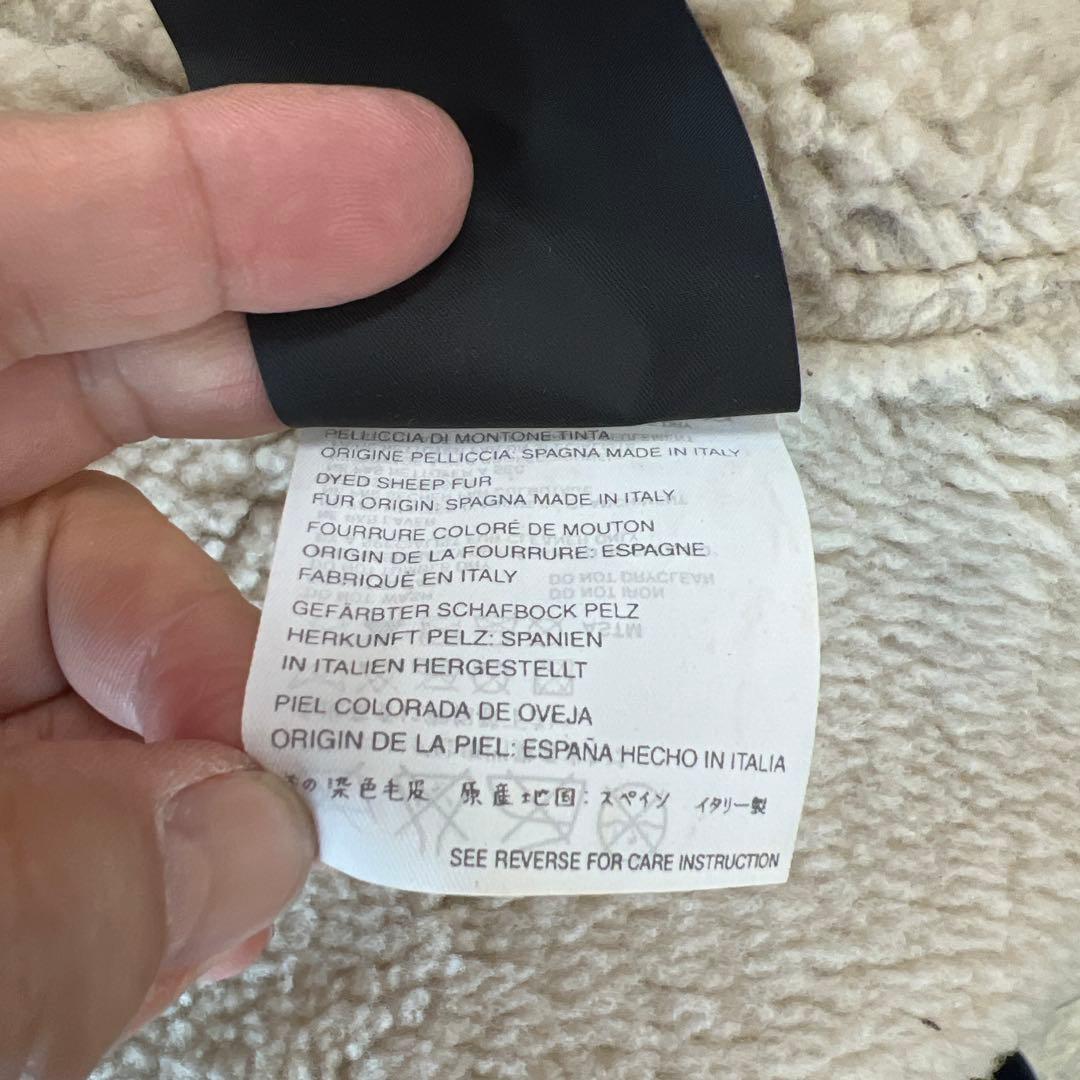 PELLICCIA DI MONTONE TINTA
ORIGINE PELLICCIA: SPAGNA MADE IN ITALY
DYED SHEEP FUR
FUR ORIGIN: SPAGNA MADE IN ITALY
FOURRURE COLORÉ DE MOUTON
ORIGIN DE LA FOURRURE: ESPAGNE
FABRIQUÉ EN ITALY
GEFÄRBTER SCHAFBOCK PELZ
HERKUNFT PELZ: SPANIEN
IN ITALIEN HERGESTELLT
PIEL COLORADA DE OVEJA
ORIGIN DE LA PIEL: ESPAÑA HECHO IN ITALIA
の染色毛皮 原産地国: スペイン イタリー製
SEE REVERSE FOR CARE INSTRUCTION